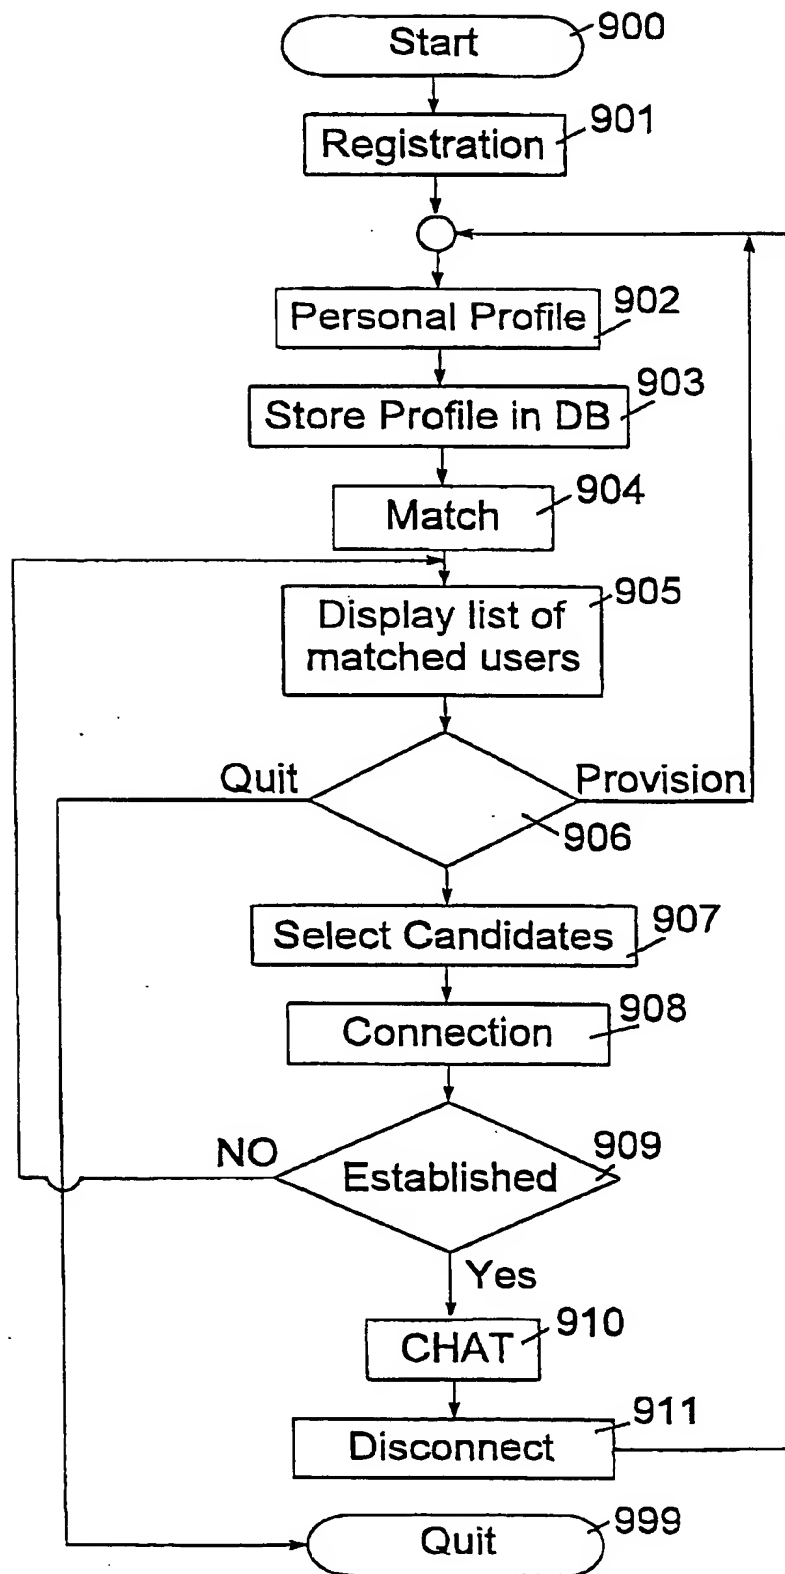 Start
900
Registration
901
Personal Profile
902
Store Profile in DB
903
Match
904
Display list of
matched users
905
Quit
Provision
906
Select Candidates
907
Connection
908
NO
Established
909
Yes
CHAT
910
Disconnect
911
Quit
999